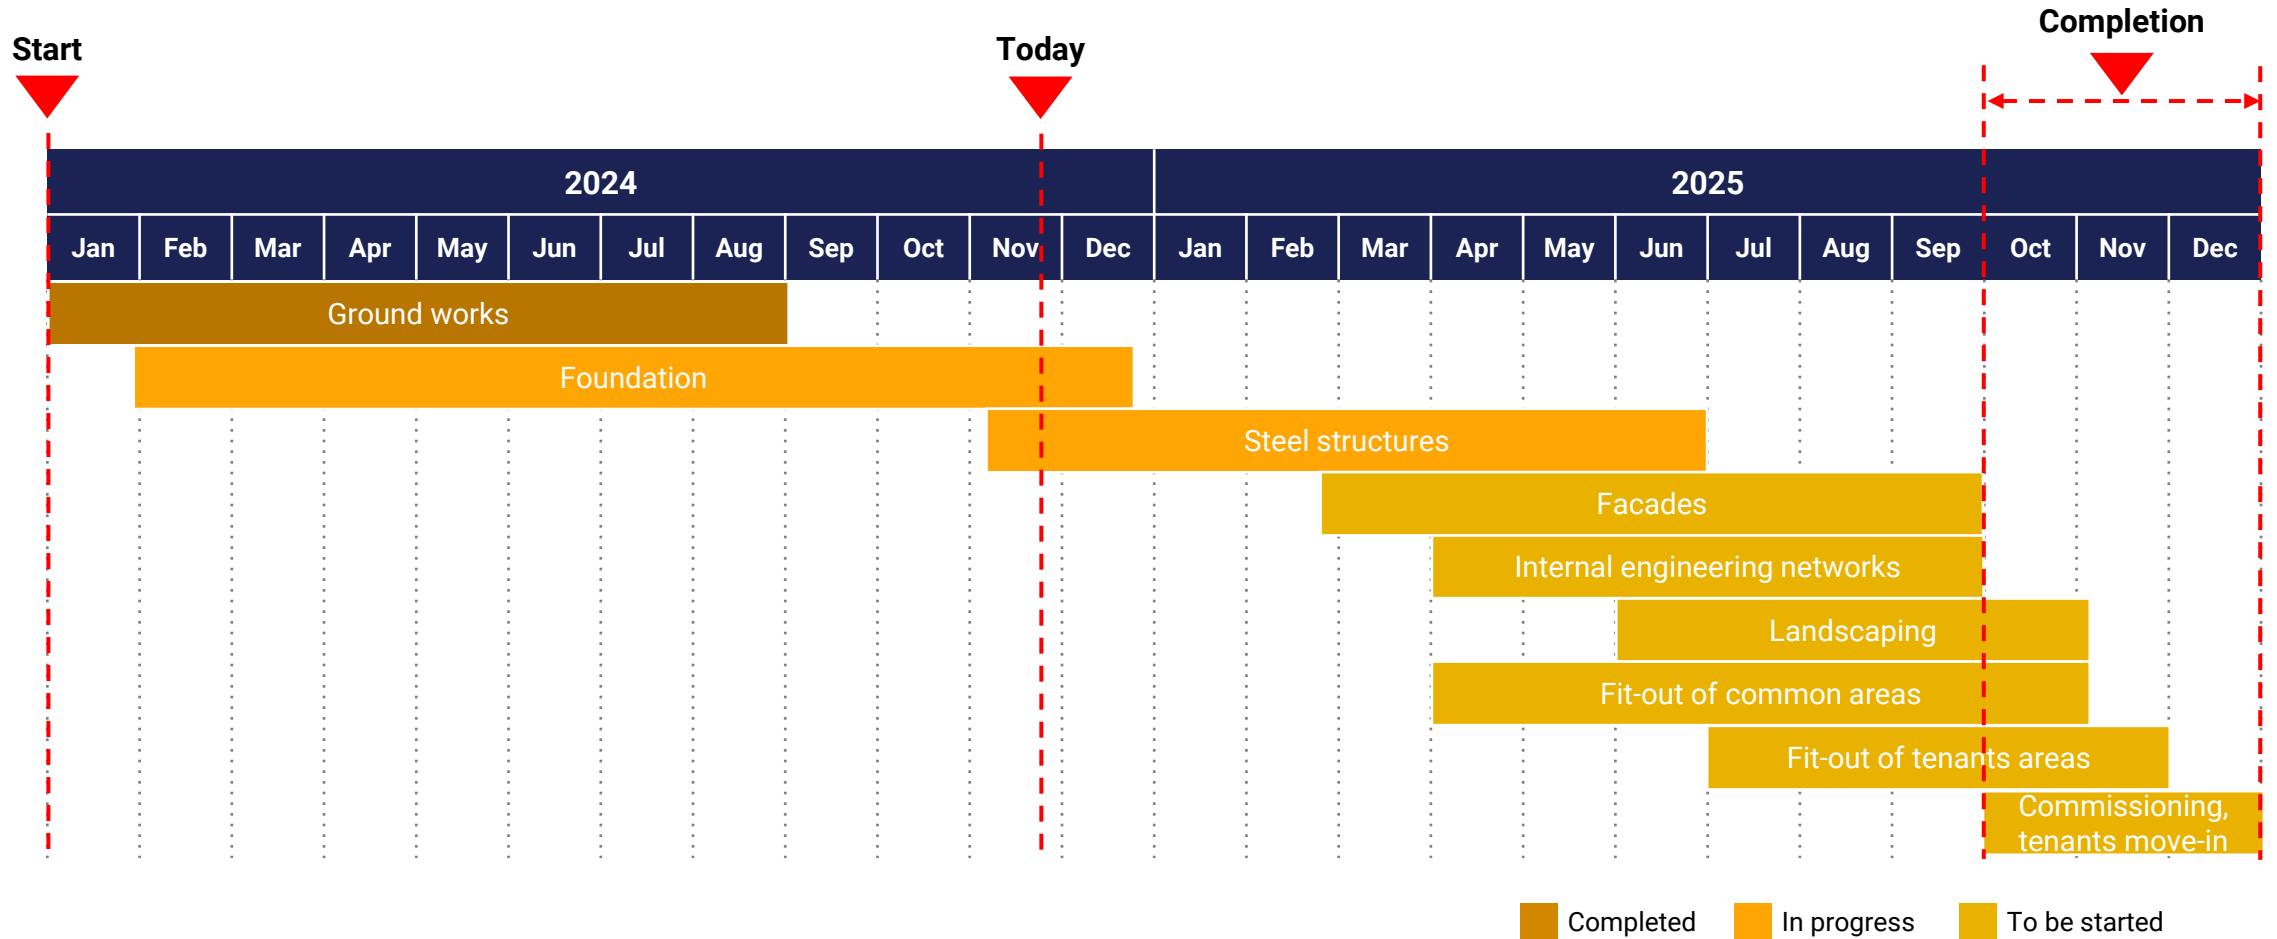 Completion
Start
Today
2024
2025
Jan Feb Mar Apr May Jun Jul Aug Sep Oct Nov Dec Jan Feb Mar Apr May Jun Jul Aug Sep Oct Nov Dec
Ground works
Foundation
Steel structures
Facades
Internal engineering networks
Landscaping
Fit-out of common areas
Fit-out of tenants areas
Commissioning,
tenants move-in
Completed
In progress
To be started